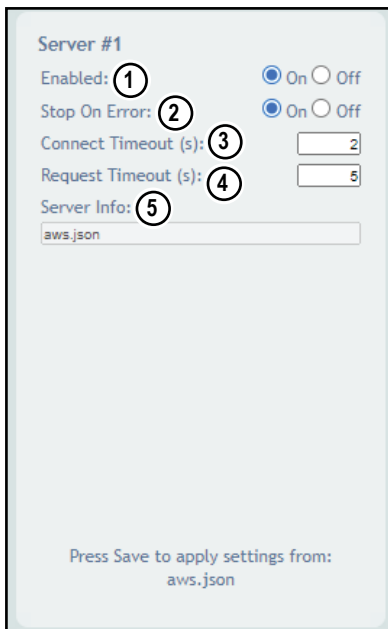 Server #1
Enabled: 1 On Off
Stop On Error: 2 On Off
Connect Timeout (s): 3 2
Request Timeout (s): 4 5
Server Info: 5
aws.json
Press Save to apply settings from:
aws.json